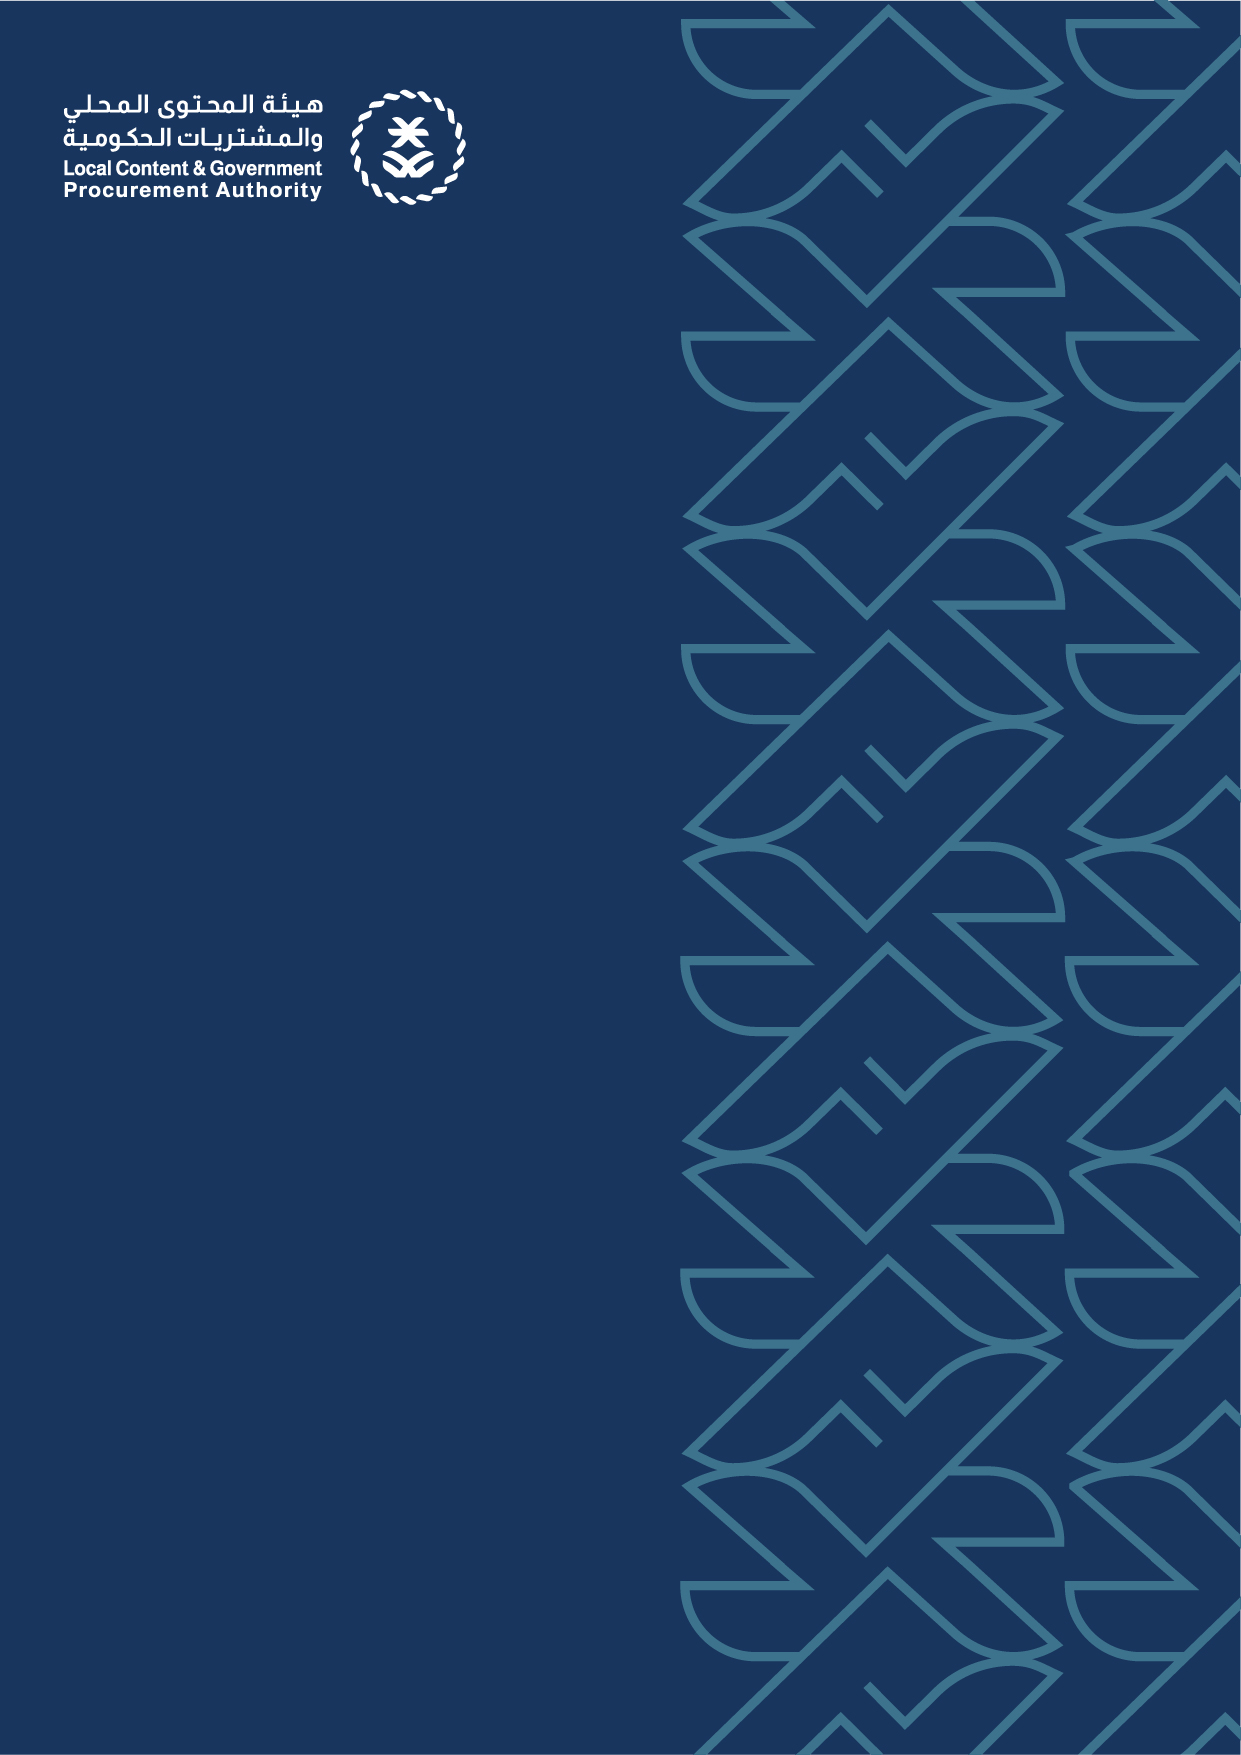 هيئة المحتوى المحلي
والمشتريات الحكومية
Local Content & Government
Procurement Authority